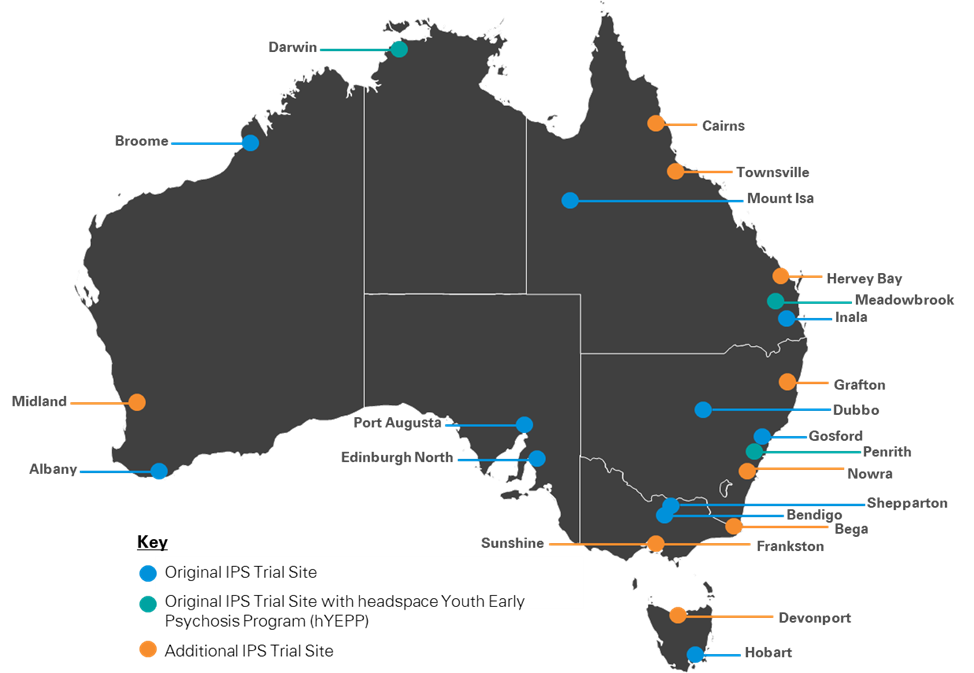 Darwin
Cairns
Broome
Townsville
Mount Isa
Hervey Bay
Meadowbrook
Inala
Grafton
Midland
Dubbo
Port Augusta
Gosford
Penrith
Edinburgh North
Albany
Nowra
Shepparton
Bendigo
Bega
Sunshine
Frankston
Key
Original IPS Trial Site
Original IPS Trial Site with headspace Youth Early
Psychosis Program (hYEPP)
Additional IPS Trial Site
Devonport
Hobart